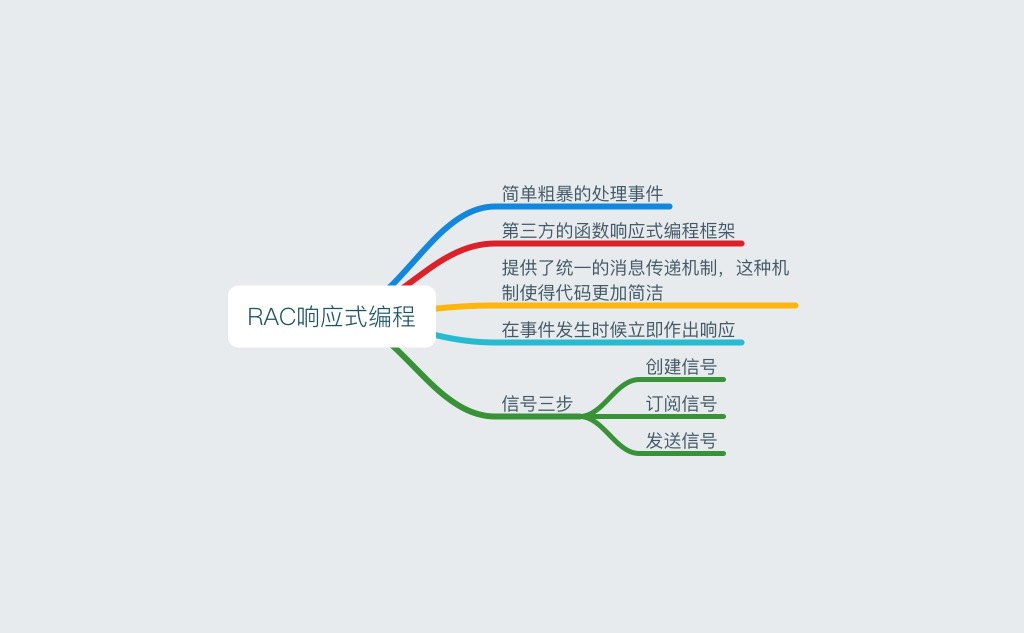 简单粗暴的处理事件
第三方的函数响应式编程框架
提供了统一的消息传递机制，这种机
制使得代码更加简洁
RAC响应式编程
在事件发生时候立即作出响应
创建信号
信号三步
订阅信号
发送信号